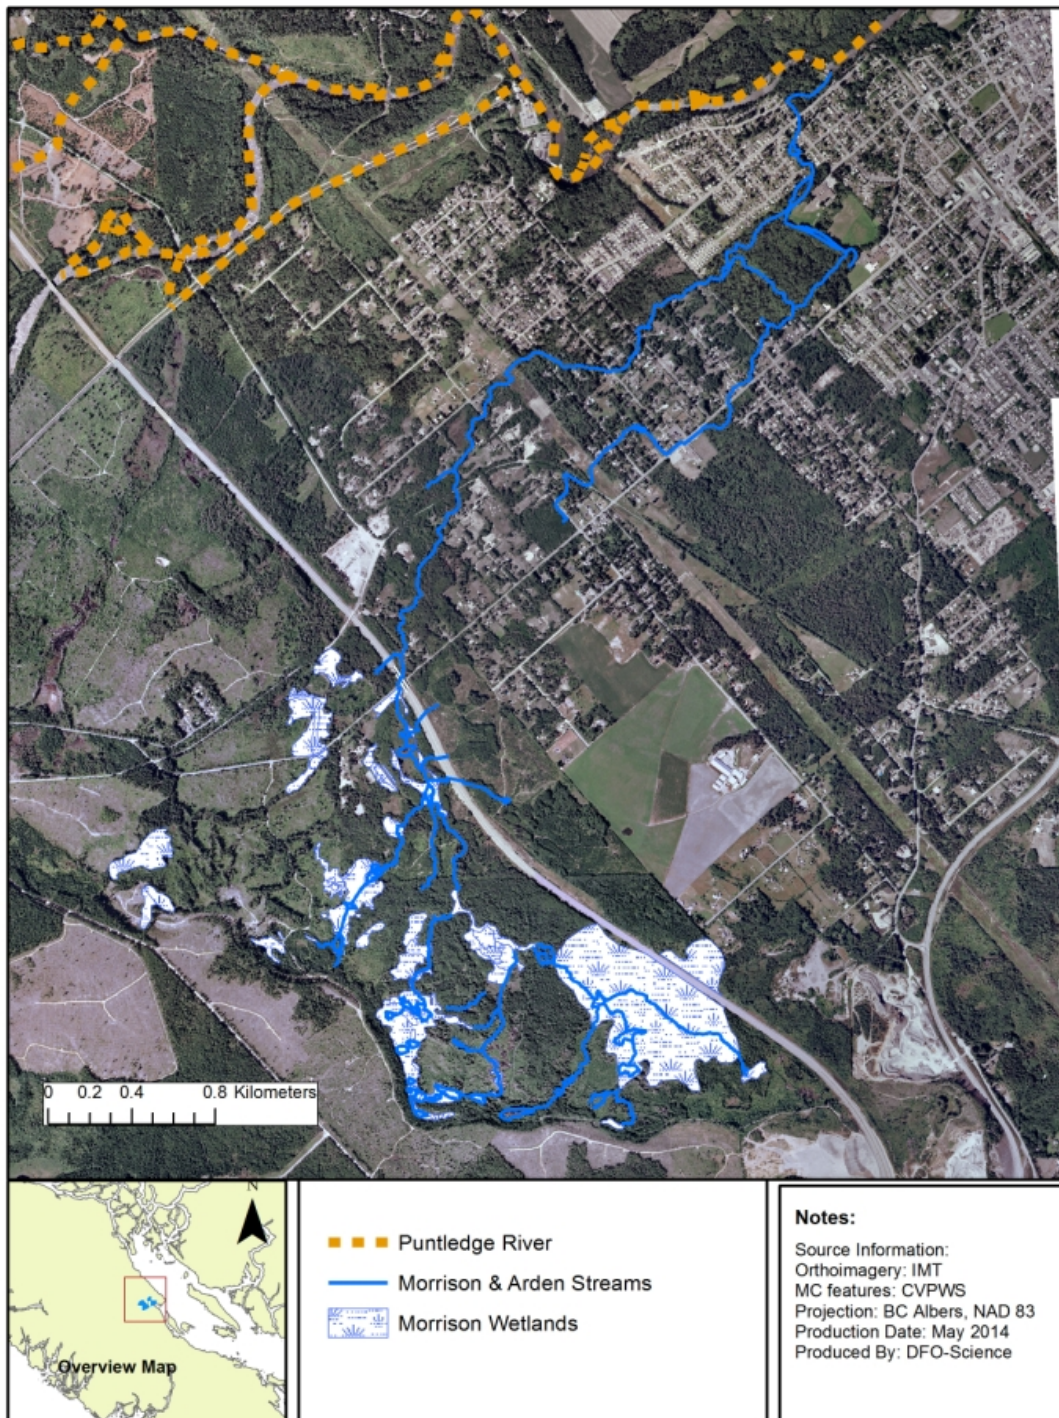 0 0.2 0.4 0.8 Kilometers
N
Overview Map
Puntledge River
Morrison & Arden Streams
Morrison Wetlands
Notes:
Source Information:
Orthoimagery: IMT
MC features: CVPWS
Projection: BC Albers, NAD 83
Production Date: May 2014
Produced By: DFO-Science